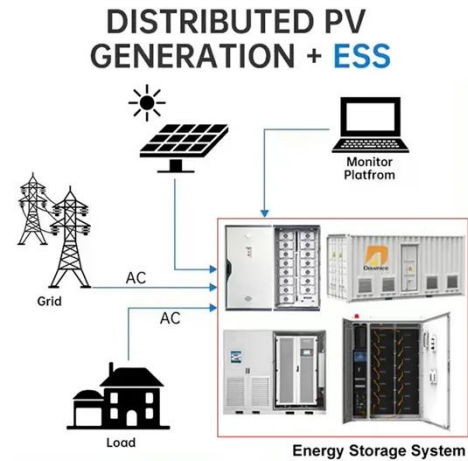 DISTRIBUTED PV
GENERATION + ESS
Monitor
Platfrom
Grid
AC
AC
Load
Energy Storage System